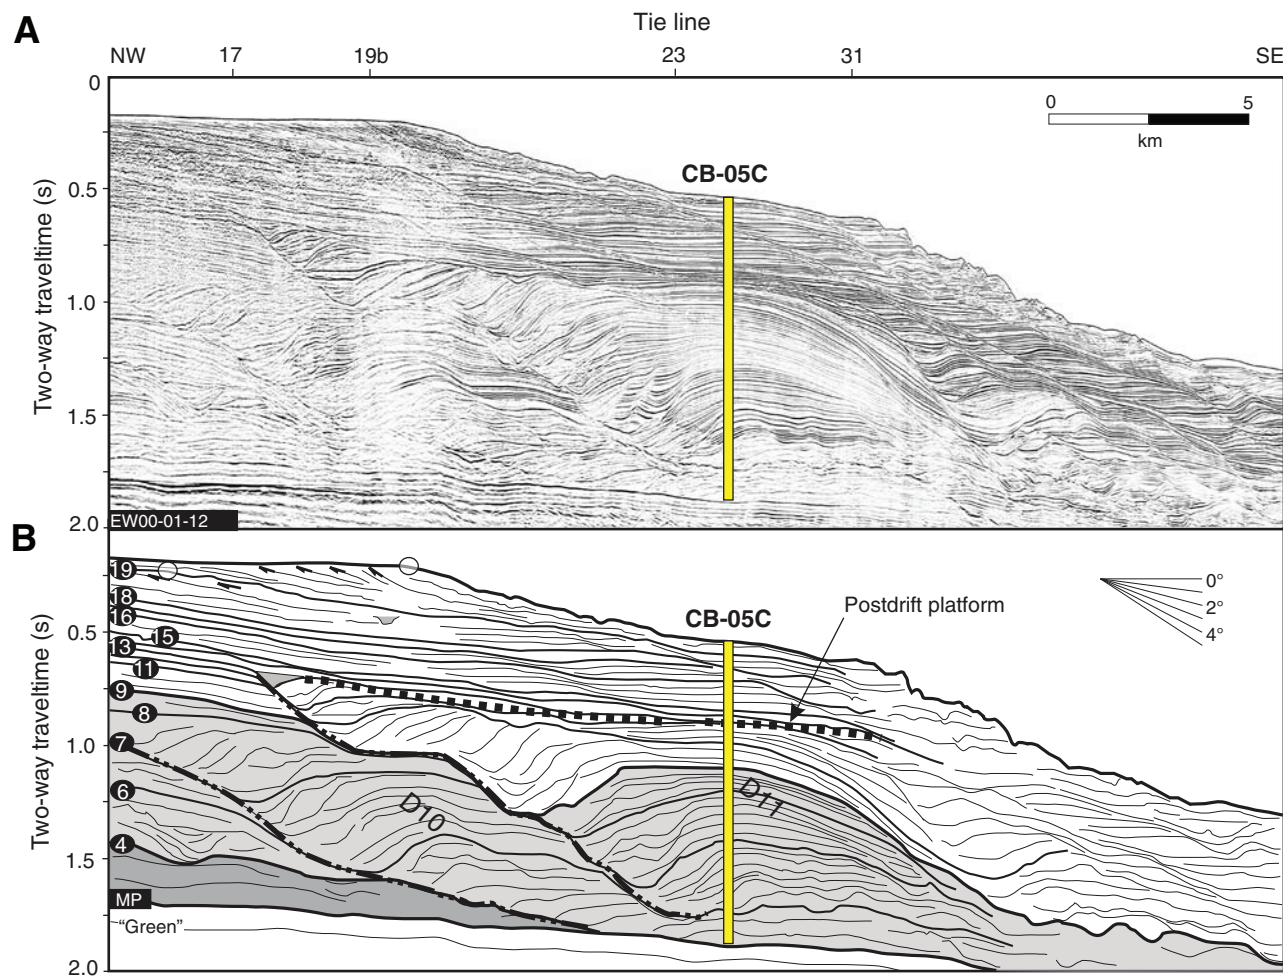 A
Tie line
NW 17 19b 23 31 SE
0
0 5
km
CB-05C
0.5
1.0
1.5
2.0
Two-way traveltime (s)
EW00-01-12
B
19
18
16
15
13
11
9
8
7
6
4
MP
"Green"
0.5
1.0
1.5
2.0
Two-way traveltime (s)
CB-05C
Postdrift platform
0°
2°
4°
D10
D11